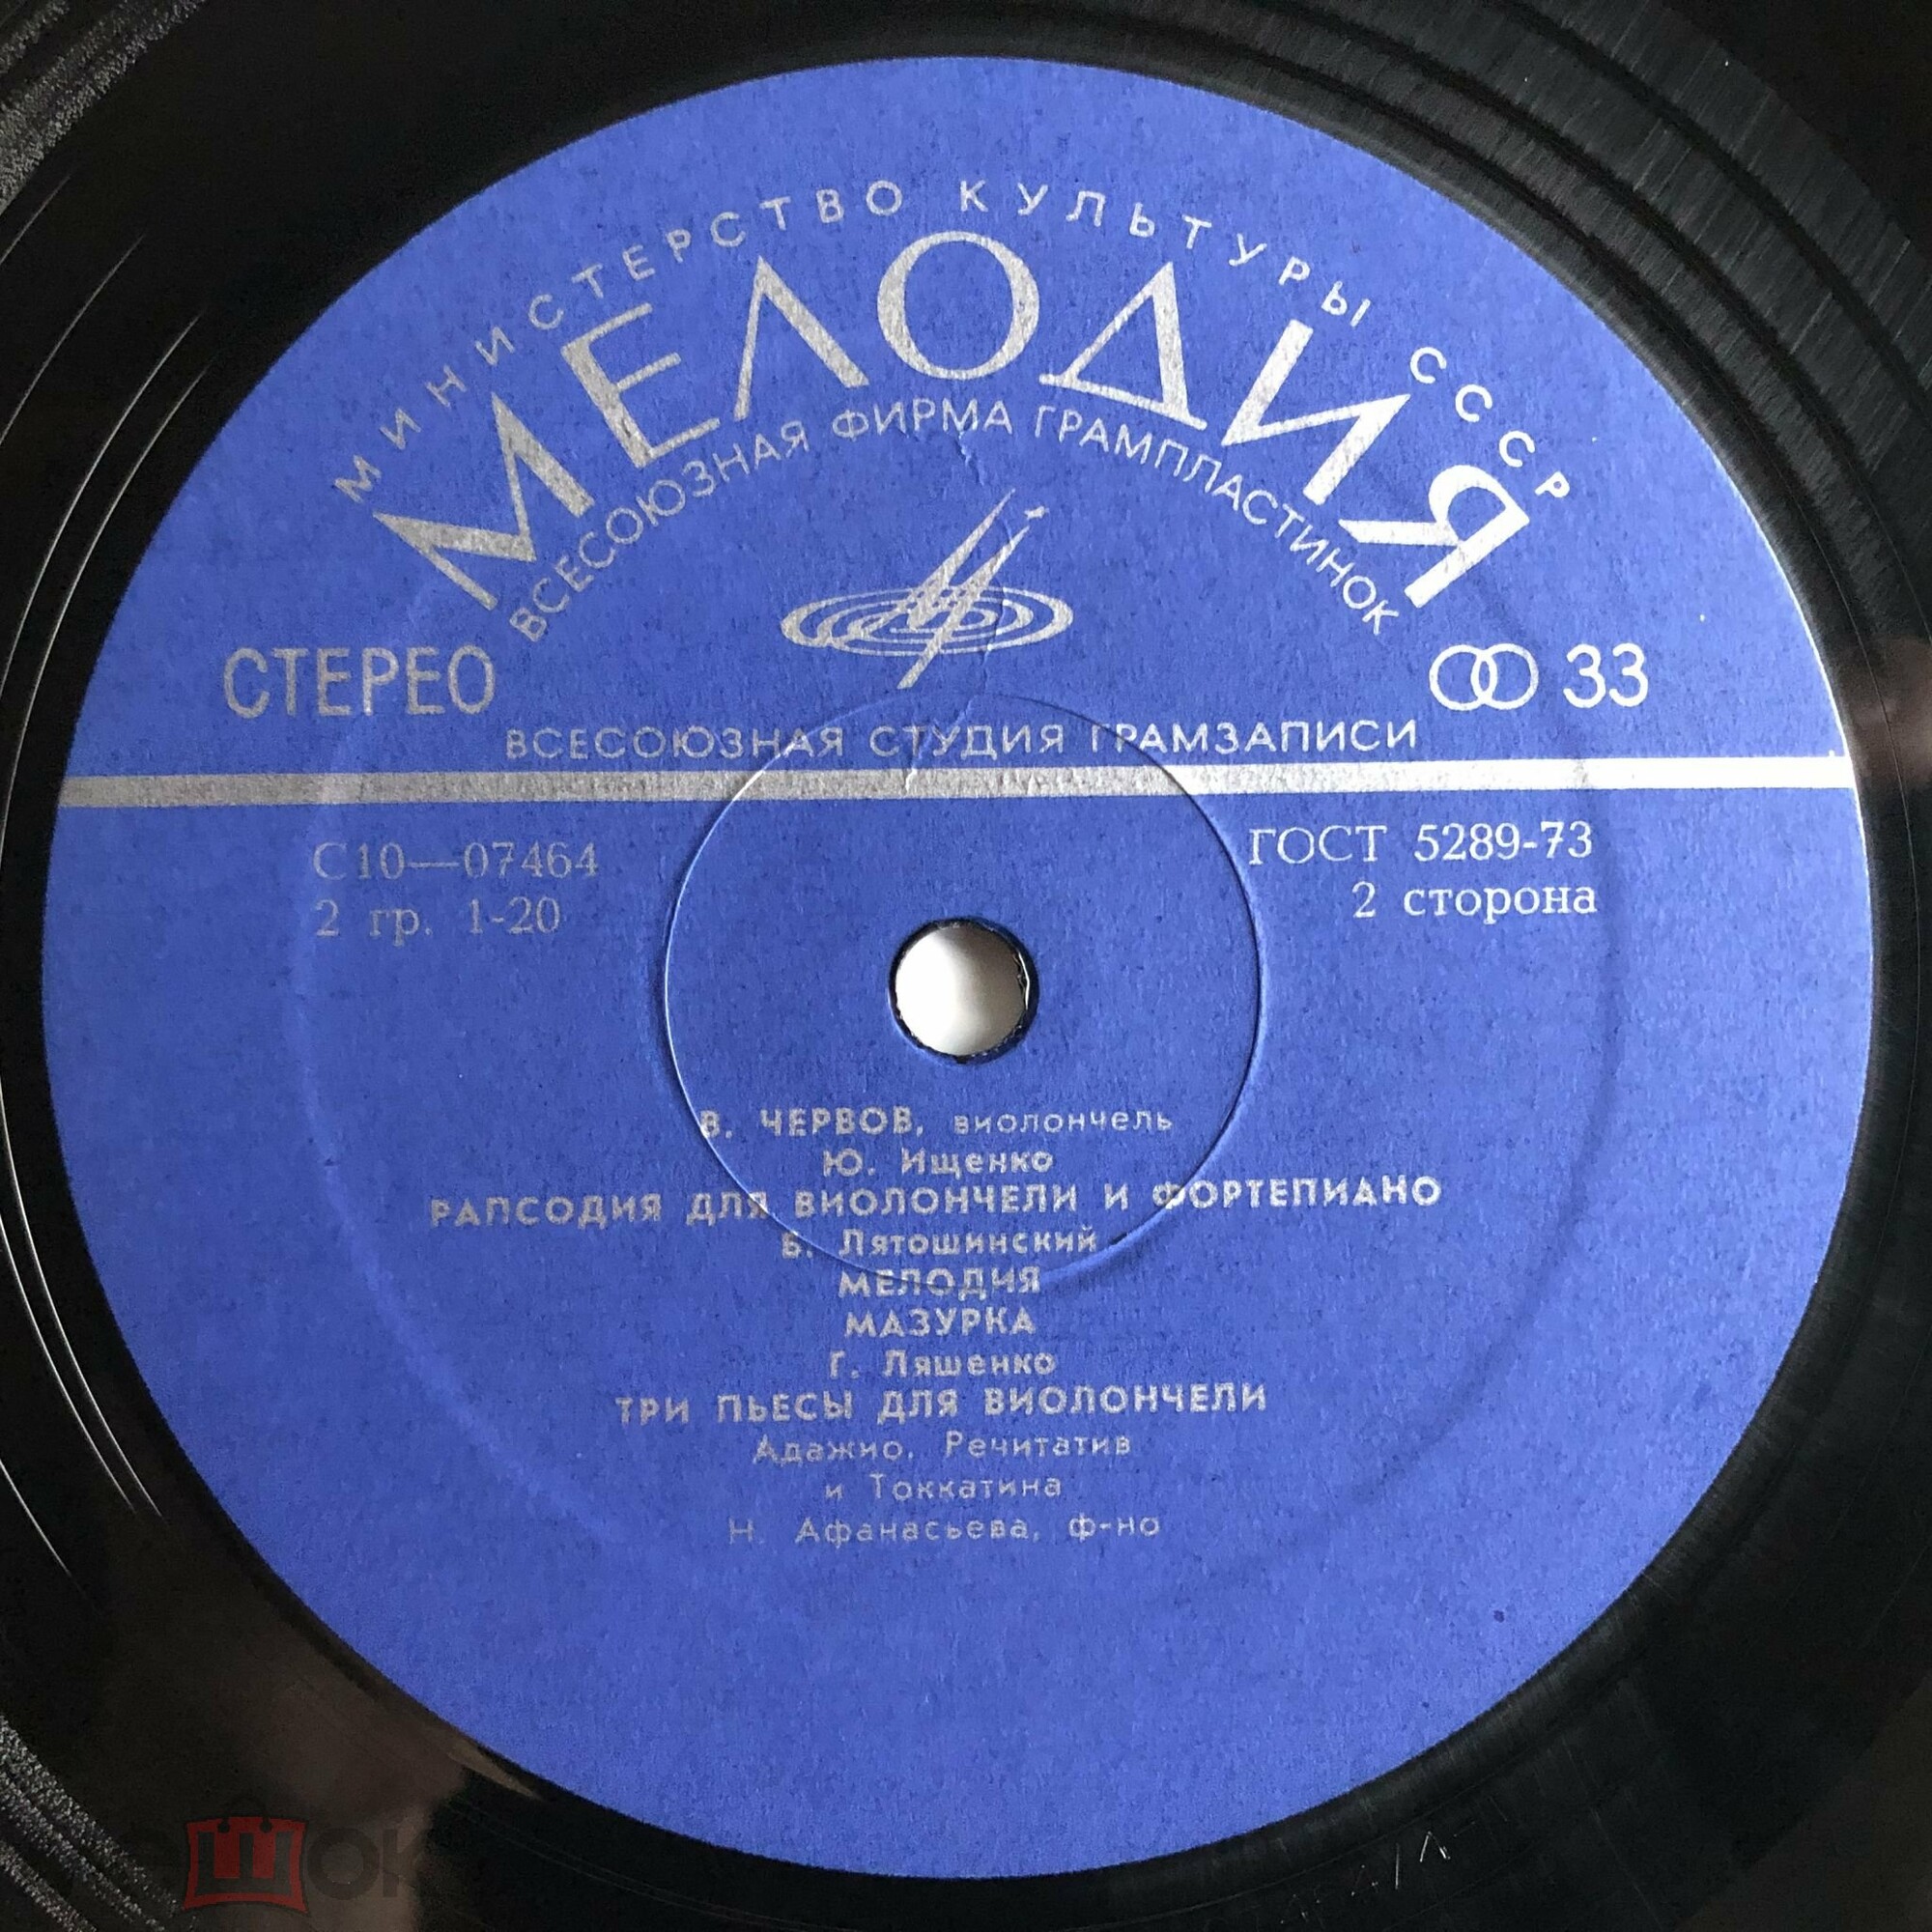 МИНИСТЕРСТВО КУЛЬТУРЫ СССР
МЕЛОДИЯ
ВСЕСОЮЗНАЯ ФИРМА ГРАМПЛАСТИНОК
СТЕРЕО
33
ВСЕСОЮЗНАЯ СТУДИЯ ГРАМЗАПИСИ
С10—07464
ГОСТ 5289-73
2 гр. 1-20
2 сторона
В. ЧЕРВОВ, виолончель
Ю. Ищенко
РАПСОДИЯ ДЛЯ ВИОЛОНЧЕЛИ И ФОРТЕПИАНО
Б. Лятошинский
МЕЛОДИЯ
МАЗУРКА
Г. Ляшенко
ТРИ ПЬЕСЫ ДЛЯ ВИОЛОНЧЕЛИ
Адажио, Речитатив
и Токкатина
Н. Афанасьева, ф-но